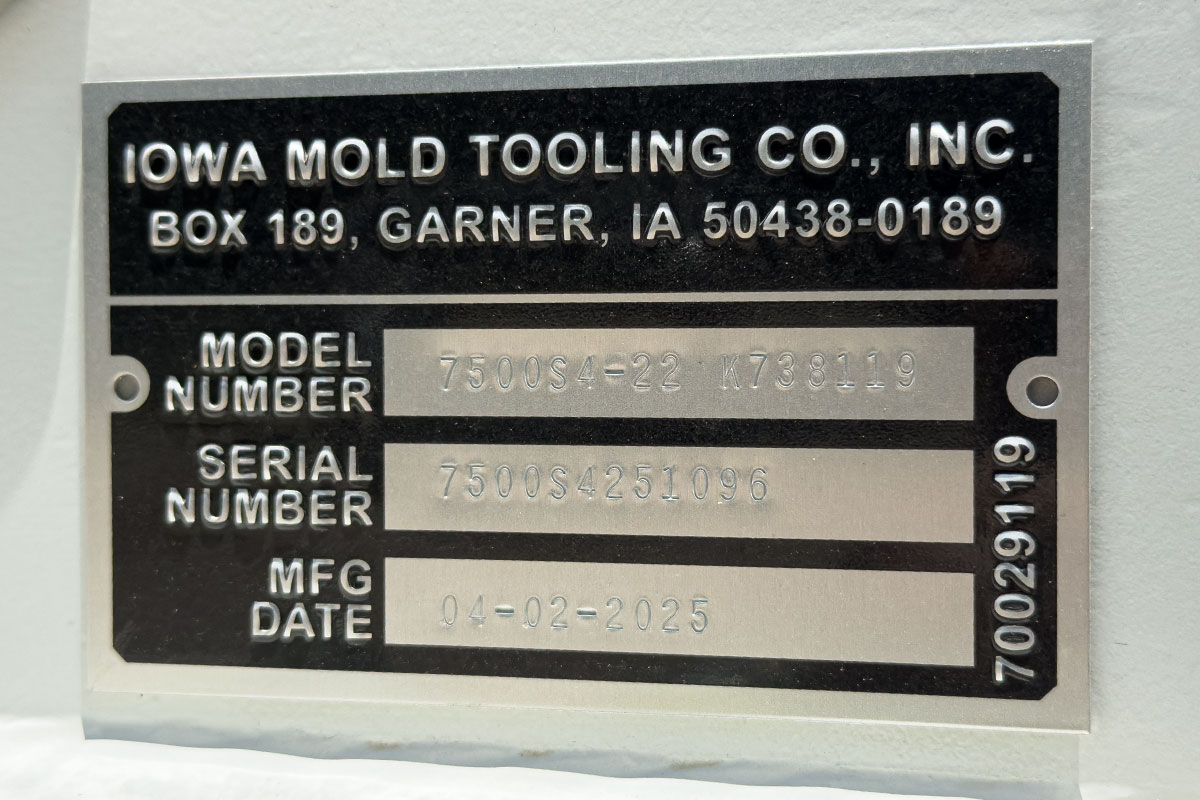 IOWA MOLD TOOLING CO., INC.
BOX 189, GARNER, IA 50438-0189
MODEL
NUMBER
7500S4-22 K738119
SERIAL
NUMBER
7500S4251096
MFG
DATE
04-02-2025
70029119